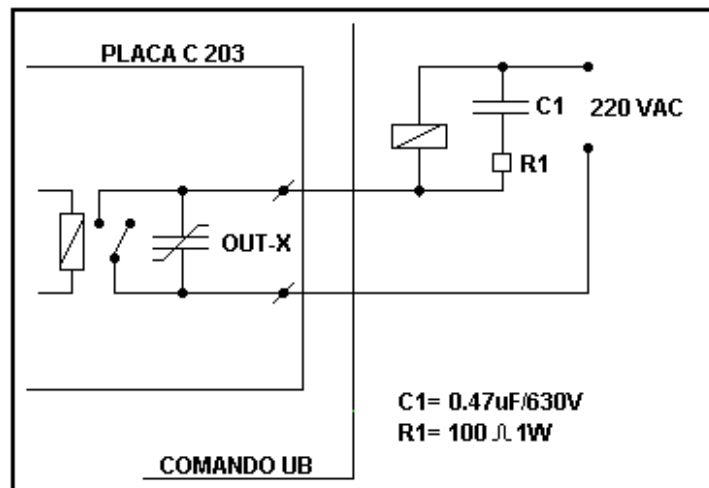 PLACA C 203
C1
220 VAC
R1
OUT-X
C1= 0.47uF/630V
R1= 100 Ω 1W
COMANDO UB